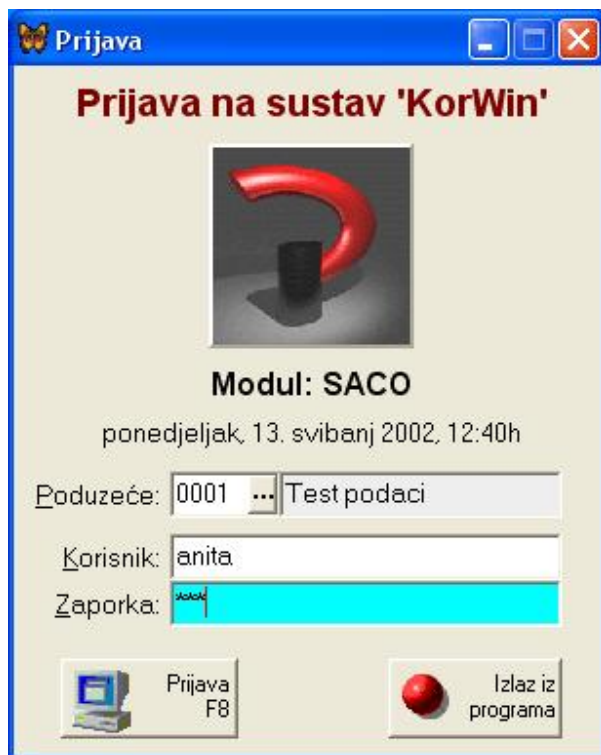 Prijava
Prijava na sustav 'KorWin'
Modul: SACO
ponedjeljak, 13. svibanj 2002, 12:40h
Poduzeće: 0001 ... Test podaci
Korisnik: anita
Zaporka: ***
Prijava
F8
Izlaz iz
programa